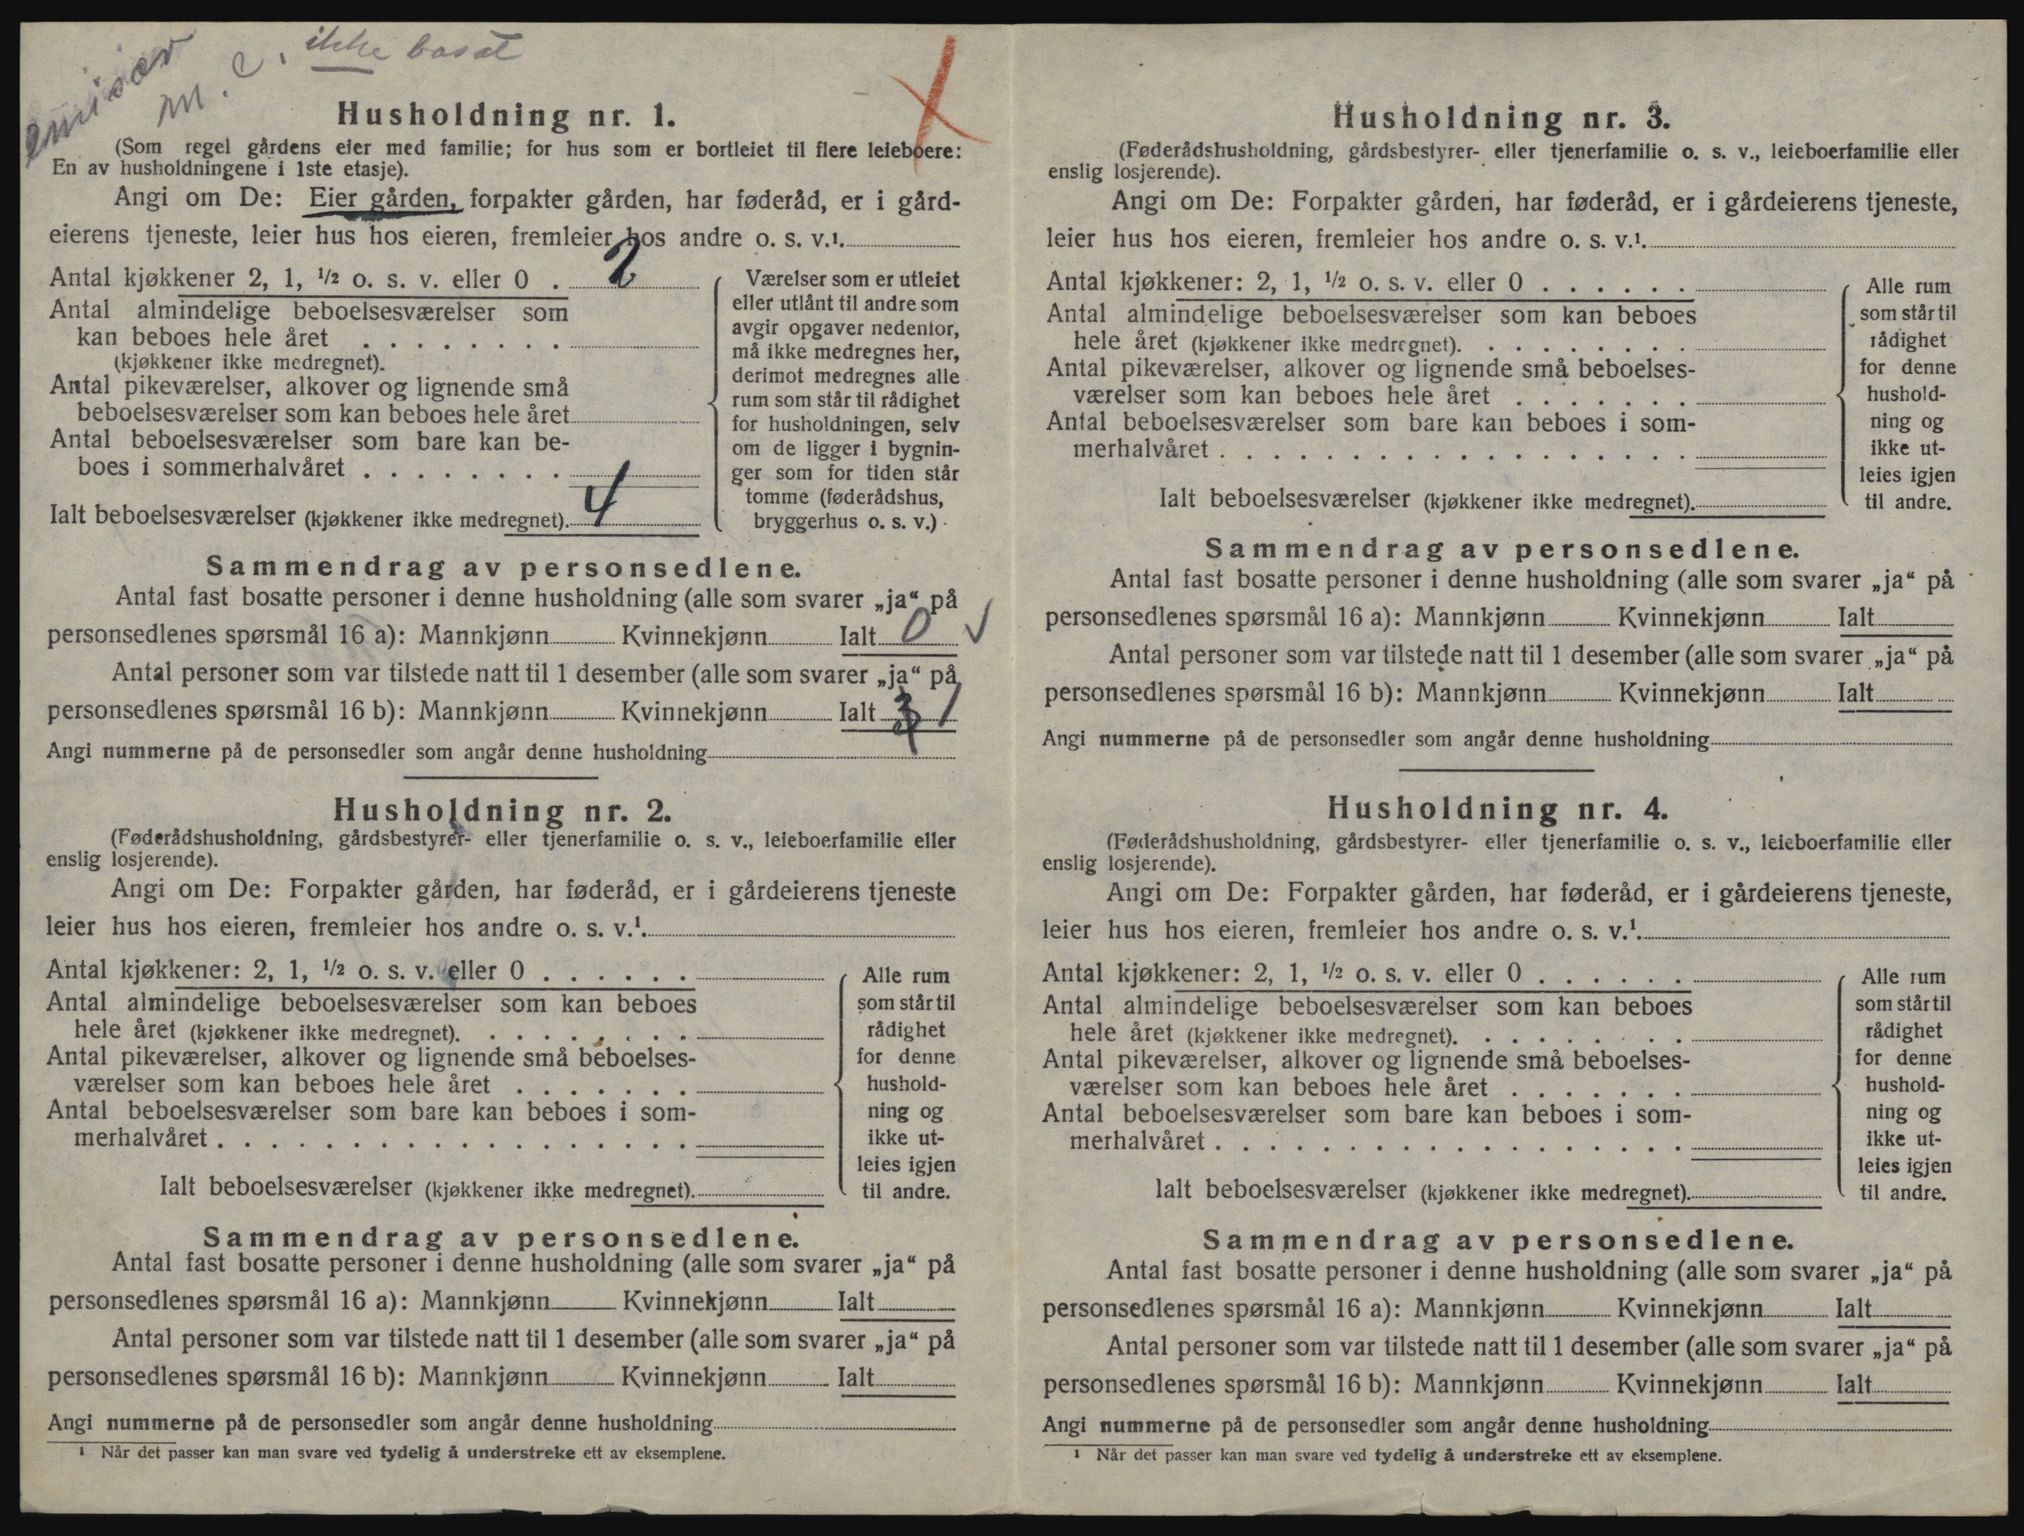 emisær
m. c. ikke bosat
Husholdning nr. 1.
(Som regel gårdens eier med familie; for hus som er bortleiet til flere leieboere:
En av husholdningene i 1ste etasje).
Angi om De: Eier gården, forpakter gården, har føderåd, er i gård-
eierens tjeneste, leier hus hos eieren, fremleier hos andre o. s. v.¹.
Antal kjøkkener 2, 1, ½ o. s. v. eller 0 . 2
Antal almindelige beboelsesværelser som
kan beboes hele året . . . . . . . .
(kjøkkener ikke medregnet).
Antal pikeværelser, alkover og lignende små
beboelsesværelser som kan beboes hele året
Antal beboelsesværelser som bare kan be-
boes i sommerhalvåret . . . . . . . .
Ialt beboelsesværelser (kjøkkener ikke medregnet). 4
Værelser som er utleiet
eller utlånt til andre som
avgir opgaver nedenfor,
må ikke medregnes her,
derimot medregnes alle
rum som står til rådighet
for husholdningen, selv
om de ligger i bygnin-
ger som for tiden står
tomme (føderådshus,
bryggerhus o. s. v.)
Sammendrag av personsedlene.
Antal fast bosatte personer i denne husholdning (alle som svarer „ja“ på
personsedlenes spørsmål 16 a): Mannkjønn Kvinnekjønn Ialt 0 ✓
Antal personer som var tilstede natt til 1 desember (alle som svarer „ja“ på
personsedlenes spørsmål 16 b): Mannkjønn Kvinnekjønn Ialt 1
Angi nummerne på de personsedler som angår denne husholdning
Husholdning nr. 2.
(Føderådshusholdning, gårdsbestyrer- eller tjenerfamilie o. s. v., leieboerfamilie eller
enslig losjerende).
Angi om De: Forpakter gården, har føderåd, er i gårdeierens tjeneste
leier hus hos eieren, fremleier hos andre o. s. v.¹.
Antal kjøkkener: 2, 1, ½ o. s. v. eller 0 . . . . . .
Antal almindelige beboelsesværelser som kan beboes
hele året (kjøkkener ikke medregnet). . . . . . . . .
Antal pikeværelser, alkover og lignende små beboelses-
værelser som kan beboes hele året . . . . . . .
Antal beboelsesværelser som bare kan beboes i som-
merhalvåret . . . . . . . . . . . . . . . . . .
Ialt beboelsesværelser (kjøkkener ikke medregnet).
Alle rum
som står til
rådighet
for denne
hushold-
ning og
ikke ut-
leies igjen
til andre.
Sammendrag av personsedlene.
Antal fast bosatte personer i denne husholdning (alle som svarer „ja“ på
personsedlenes spørsmål 16 a): Mannkjønn Kvinnekjønn Ialt
Antal personer som var tilstede natt til 1 desember (alle som svarer „ja“ på
personsedlenes spørsmål 16 b): Mannkjønn Kvinnekjønn Ialt
Angi nummerne på de personsedler som angår denne husholdning
¹ Når det passer kan man svare ved tydelig å understreke ett av eksemplene.
Husholdning nr. 3.
(Føderådshusholdning, gårdsbestyrer- eller tjenerfamilie o. s. v., leieboerfamilie eller
enslig losjerende).
Angi om De: Forpakter gården, har føderåd, er i gårdeierens tjeneste,
leier hus hos eieren, fremleier hos andre o. s. v.¹.
Antal kjøkkener: 2, 1, ½ o. s. v. eller 0 . . . . . .
Antal almindelige beboelsesværelser som kan beboes
hele året (kjøkkener ikke medregnet). . . . . . . . .
Antal pikeværelser, alkover og lignende små beboelses-
værelser som kan beboes hele året . . . . . . .
Antal beboelsesværelser som bare kan beboes i som-
merhalvåret . . . . . . . . . . . . . . . . . .
Ialt beboelsesværelser (kjøkkener ikke medregnet).
Alle rum
som står til
rådighet
for denne
hushold-
ning og
ikke ut-
leies igjen
til andre.
Sammendrag av personsedlene.
Antal fast bosatte personer i denne husholdning (alle som svarer „ja“ på
personsedlenes spørsmål 16 a): Mannkjønn Kvinnekjønn Ialt
Antal personer som var tilstede natt til 1 desember (alle som svarer „ja“ på
personsedlenes spørsmål 16 b): Mannkjønn Kvinnekjønn Ialt
Angi nummerne på de personsedler som angår denne husholdning
Husholdning nr. 4.
(Føderådshusholdning, gårdsbestyrer- eller tjenerfamilie o. s. v., leieboerfamilie eller
enslig losjerende).
Angi om De: Forpakter gården, har føderåd, er i gårdeierens tjeneste,
leier hus hos eieren, fremleier hos andre o. s. v.¹.
Antal kjøkkener: 2, 1, ½ o. s. v. eller 0 . . . . . .
Antal almindelige beboelsesværelser som kan beboes
hele året (kjøkkener ikke medregnet). . . . . . . . .
Antal pikeværelser, alkover og lignende små beboelses-
værelser som kan beboes hele året . . . . . . .
Antal beboelsesværelser som bare kan beboes i som-
merhalvåret . . . . . . . . . . . . . . . . . .
Ialt beboelsesværelser (kjøkkener ikke medregnet).
Alle rum
som står til
rådighet
for denne
hushold-
ning og
ikke ut-
leies igjen
til andre.
Sammendrag av personsedlene.
Antal fast bosatte personer i denne husholdning (alle som svarer „ja“ på
personsedlenes spørsmål 16 a): Mannkjønn Kvinnekjønn Ialt
Antal personer som var tilstede natt til 1 desember (alle som svarer „ja“ på
personsedlenes spørsmål 16 b): Mannkjønn Kvinnekjønn Ialt
Angi nummerne på de personsedler som angår denne husholdning
¹ Når det passer kan man svare ved tydelig å understreke ett av eksemplene.